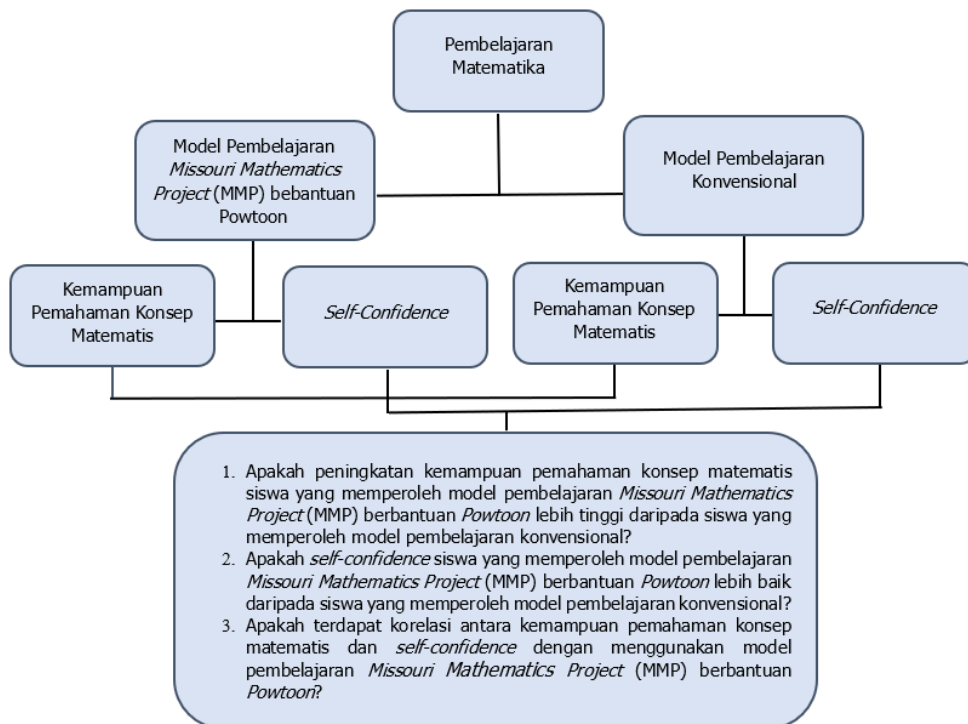 Pembelajaran
Matematika
Model Pembelajaran
Missouri Mathematics
Project (MMP) bebantuan
Powtoon
Model Pembelajaran
Konvensional
Kemampuan
Pemahaman Konsep
Matematis
Self-Confidence
Kemampuan
Pemahaman Konsep
Matematis
Self-Confidence
1. Apakah peningkatan kemampuan pemahaman konsep matematis
siswa yang memperoleh model pembelajaran Missouri Mathematics
Project (MMP) berbantuan Powtoon lebih tinggi daripada siswa yang
memperoleh model pembelajaran konvensional?
2. Apakah self-confidence siswa yang memperoleh model pembelajaran
Missouri Mathematics Project (MMP) berbantuan Powtoon lebih baik
daripada siswa yang memperoleh model pembelajaran konvensional?
3. Apakah terdapat korelasi antara kemampuan pemahaman konsep
matematis dan self-confidence dengan menggunakan model
pembelajaran Missouri Mathematics Project (MMP) berbantuan
Powtoon?